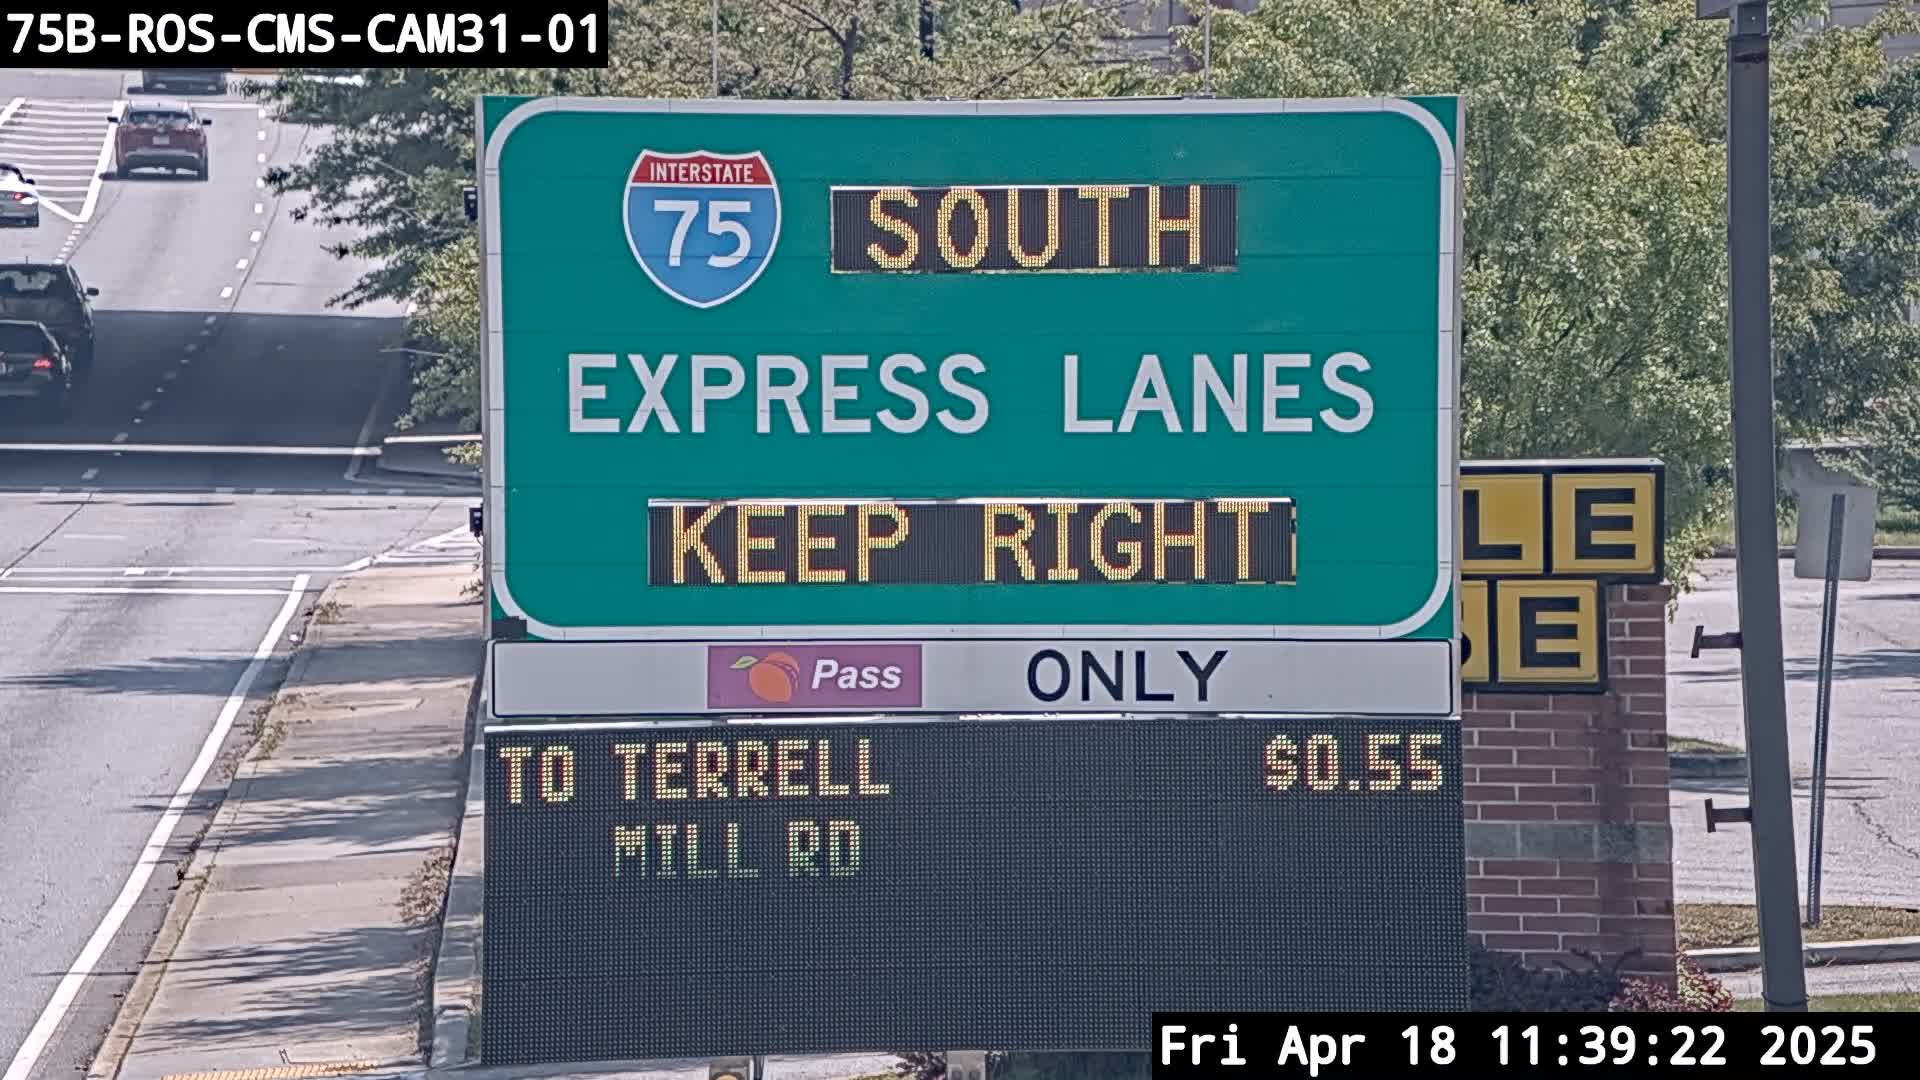 75B-ROS-CMS-CAM31-01
INTERSTATE
75
SOUTH
EXPRESS LANES
KEEP RIGHT
Pass ONLY
TO TERRELL $0.55
MILL RD
LE
E
Fri Apr 18 11:39:22 2025